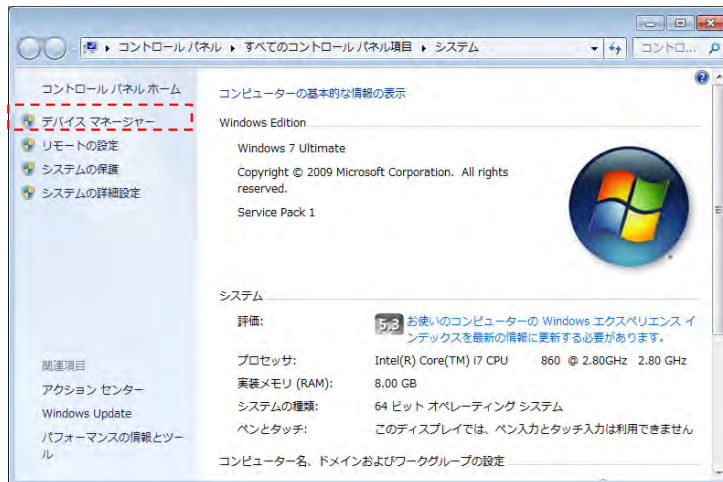 コントロール パネル ▸ すべてのコントロール パネル項目 ▸ システム
コントロ...
コントロール パネル ホーム
デバイス マネージャー
リモートの設定
システムの保護
システムの詳細設定
関連項目
アクション センター
Windows Update
パフォーマンスの情報とツー
ル
コンピューターの基本的な情報の表示
Windows Edition
Windows 7 Ultimate
Copyright © 2009 Microsoft Corporation. All rights
reserved.
Service Pack 1
システム
評価:
5.3 お使いのコンピューターの Windows エクスペリエンス イ
ンデックスを最新の情報に更新する必要があります。
プロセッサ: Intel(R) Core(TM) i7 CPU 860 @ 2.80GHz 2.80 GHz
実装メモリ (RAM): 8.00 GB
システムの種類: 64 ビット オペレーティング システム
ペンとタッチ: このディスプレイでは、ペン入力とタッチ入力は利用できません
コンピューター名、ドメインおよびワークグループの設定